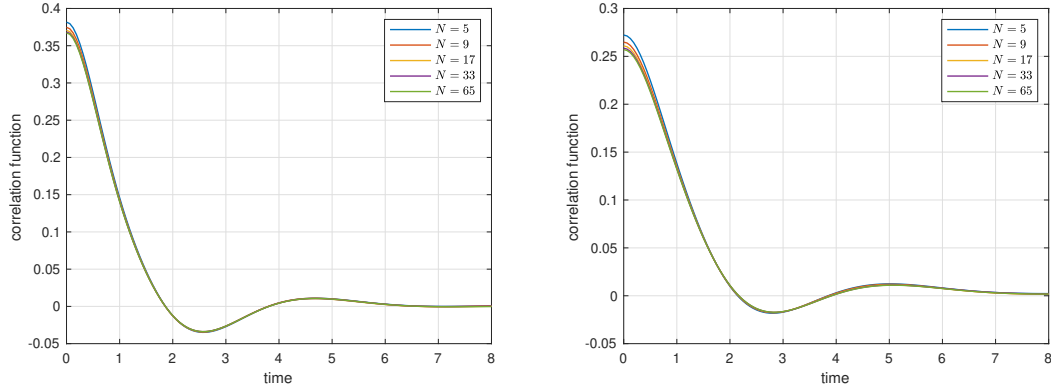 0.4
0.35
0.3
0.25
0.2
0.15
0.1
0.05
0
-0.05
correlation function
0 1 2 3 4 5 6 7 8
time
N = 5
N = 9
N = 17
N = 33
N = 65
0.3
0.25
0.2
0.15
0.1
0.05
0
-0.05
correlation function
0 1 2 3 4 5 6 7 8
time
N = 5
N = 9
N = 17
N = 33
N = 65